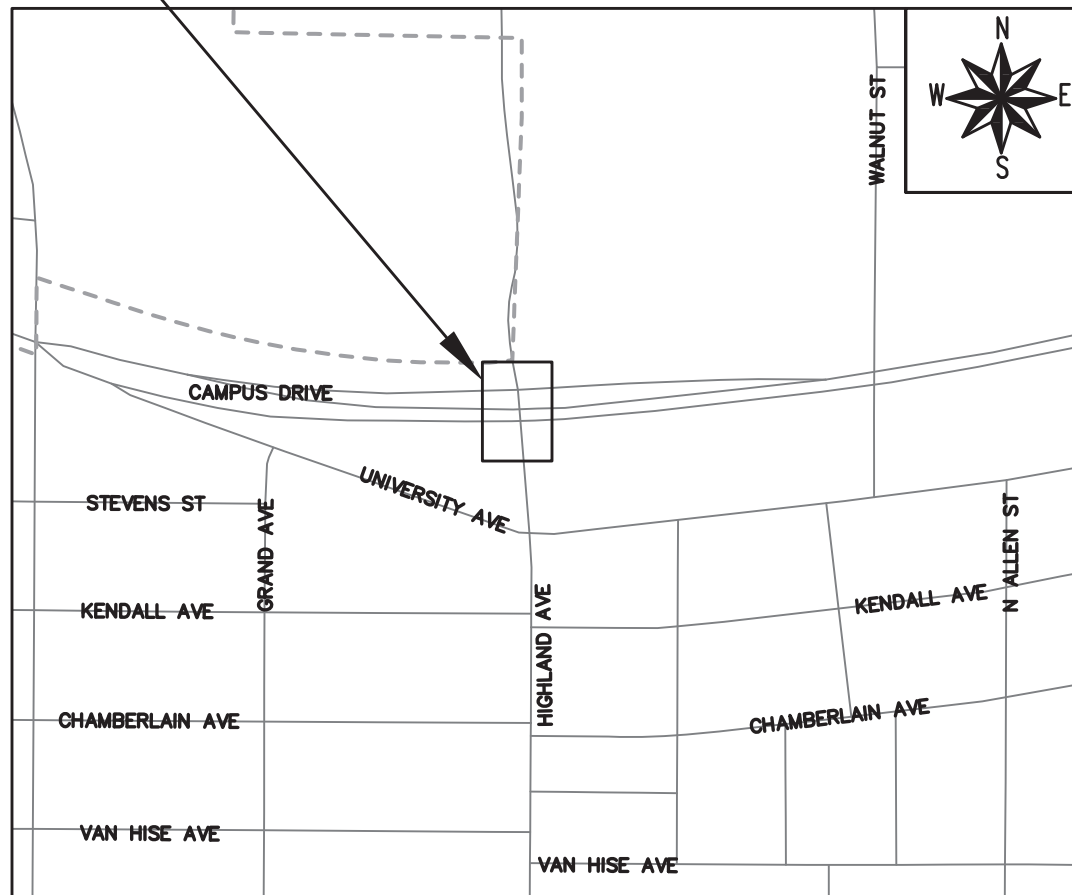 N
W E
S
WALNUT ST
CAMPUS DRIVE
UNIVERSITY AVE
STEVENS ST
GRAND AVE
N ALLEN ST
KENDALL AVE
KENDALL AVE
HIGHLAND AVE
CHAMBERLAIN AVE
CHAMBERLAIN AVE
VAN HISE AVE
VAN HISE AVE